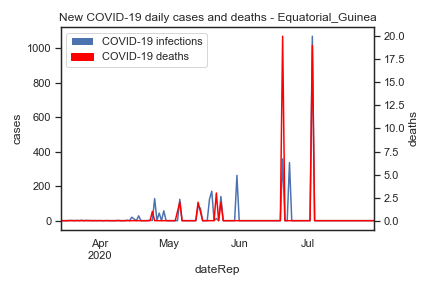 New COVID-19 daily cases and deaths - Equatorial_Guinea
COVID-19 infections
COVID-19 deaths
1000
800
600
400
200
0
cases
20.0
17.5
15.0
12.5
10.0
7.5
5.0
2.5
0.0
deaths
Apr
2020
May
Jun
Jul
dateRep